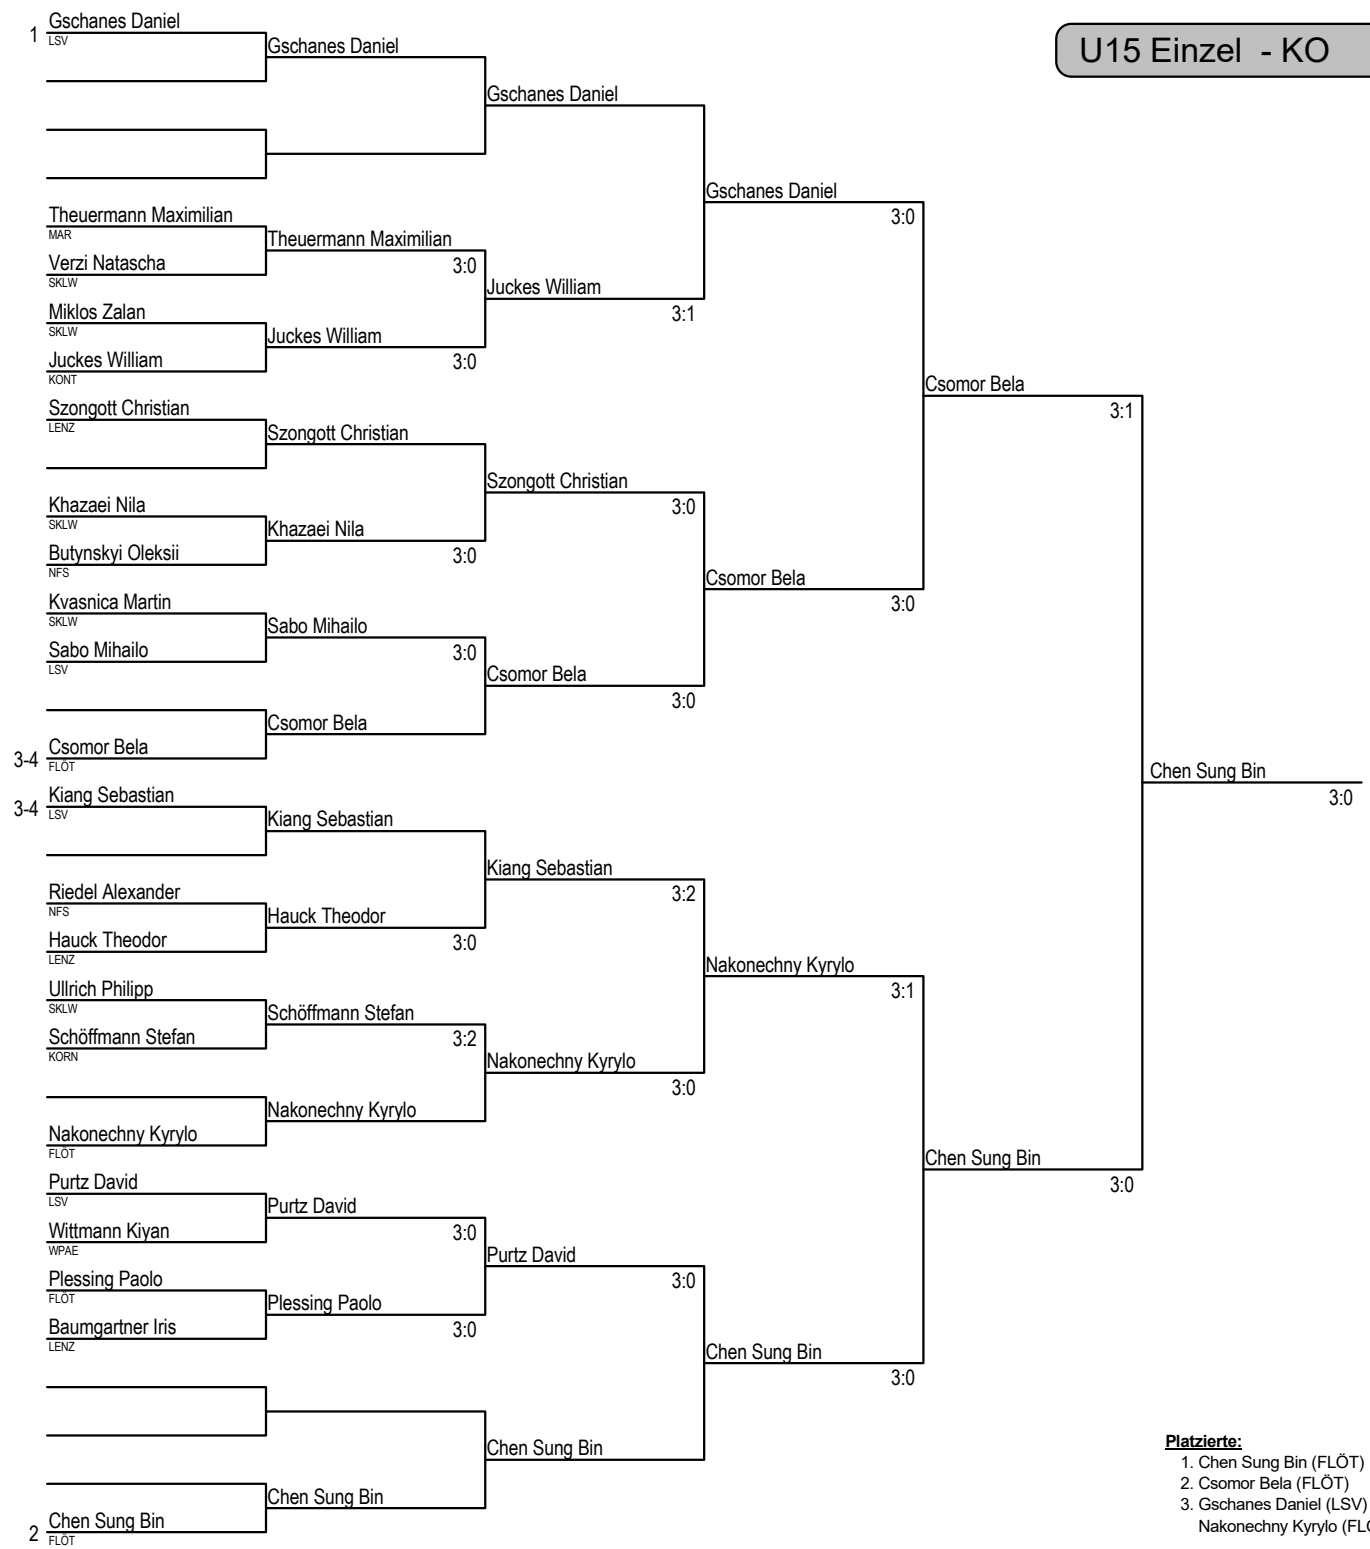 U15 Einzel - KO
1 Gschanes Daniel
LSV
Theuermann Maximilian
MAR
Verzi Natascha
SKLW
Miklos Zalan
SKLW
Juckes William
KONT
Szongott Christian
LENZ
Khazaei Nila
SKLW
Butynskyi Oleksii
NFS
Kvasnica Martin
SKLW
Sabo Mihailo
LSV
3-4 Csomor Bela
FLÖT
3-4 Kiang Sebastian
LSV
Riedel Alexander
NFS
Hauck Theodor
LENZ
Ullrich Philipp
SKLW
Schöffmann Stefan
KORN
Nakonechny Kyrylo
FLÖT
Purtz David
LSV
Wittmann Kiyan
WPAE
Plessing Paolo
FLÖT
Baumgartner Iris
LENZ
2 Chen Sung Bin
FLÖT
Gschanes Daniel
Theuermann Maximilian
3:0
Juckes William
3:0
Szongott Christian
Khazaei Nila
3:0
Sabo Mihailo
3:0
Csomor Bela
Kiang Sebastian
Hauck Theodor
3:0
Schöffmann Stefan
3:2
Nakonechny Kyrylo
Purtz David
3:0
Plessing Paolo
3:0
Chen Sung Bin
Gschanes Daniel
Juckes William
3:1
Szongott Christian
3:0
Csomor Bela
3:0
Kiang Sebastian
3:2
Nakonechny Kyrylo
3:0
Purtz David
3:0
Chen Sung Bin
Gschanes Daniel
3:0
Csomor Bela
3:0
Nakonechny Kyrylo
3:1
Chen Sung Bin
3:0
Csomor Bela
3:1
Chen Sung Bin
3:0
Chen Sung Bin
3:0
Platzierte:
1. Chen Sung Bin (FLÖT)
2. Csomor Bela (FLÖT)
3. Gschanes Daniel (LSV)
Nakonechny Kyrylo